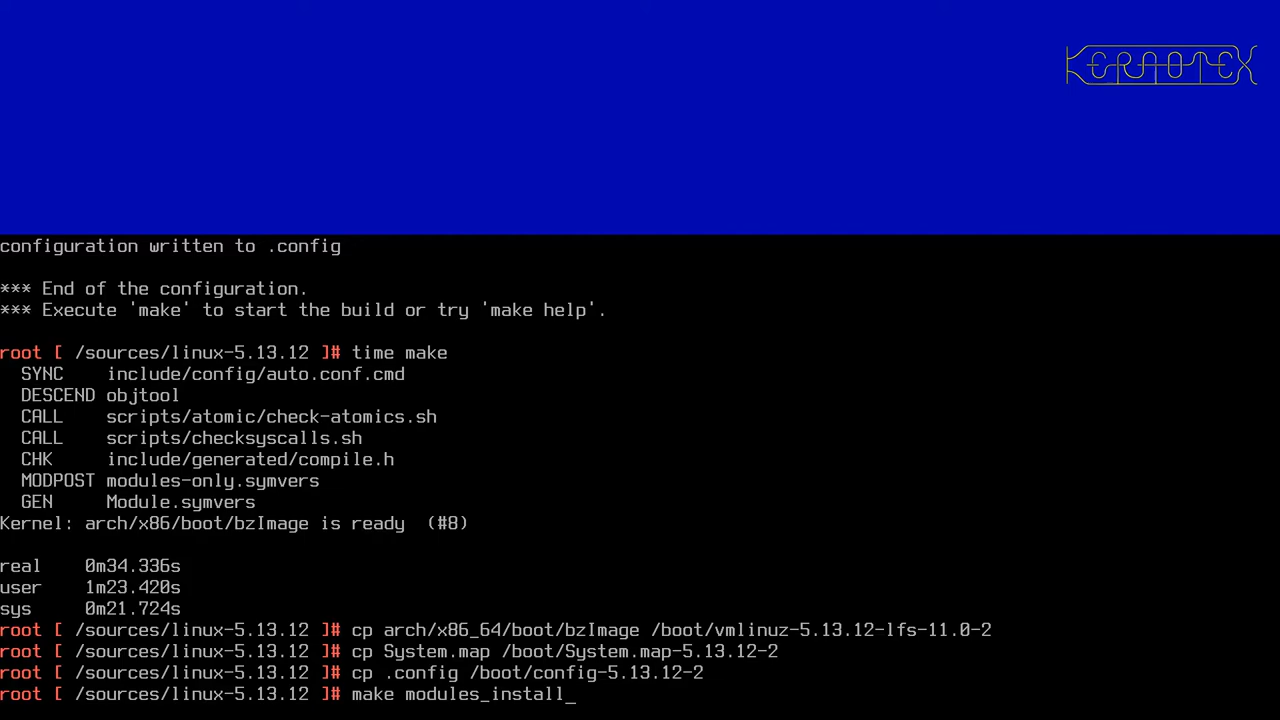 KERNOTEX
configuration written to .config
*** End of the configuration.
*** Execute 'make' to start the build or try 'make help'.
root [ /sources/linux-5.13.12 ]# time make
SYNC include/config/auto.conf.cmd
DESCEND objtool
CALL scripts/atomic/check-atomics.sh
CALL scripts/checksyscalls.sh
CHK include/generated/compile.h
MODPOST modules-only.symvers
GEN Module.symvers
Kernel: arch/x86/boot/bzImage is ready (#8)
real 0m34.336s
user 1m23.420s
sys 0m21.724s
root [ /sources/linux-5.13.12 ]# cp arch/x86_64/boot/bzImage /boot/vmlinuz-5.13.12-lfs-11.0-2
root [ /sources/linux-5.13.12 ]# cp System.map /boot/System.map-5.13.12-2
root [ /sources/linux-5.13.12 ]# cp .config /boot/config-5.13.12-2
root [ /sources/linux-5.13.12 ]# make modules_install_